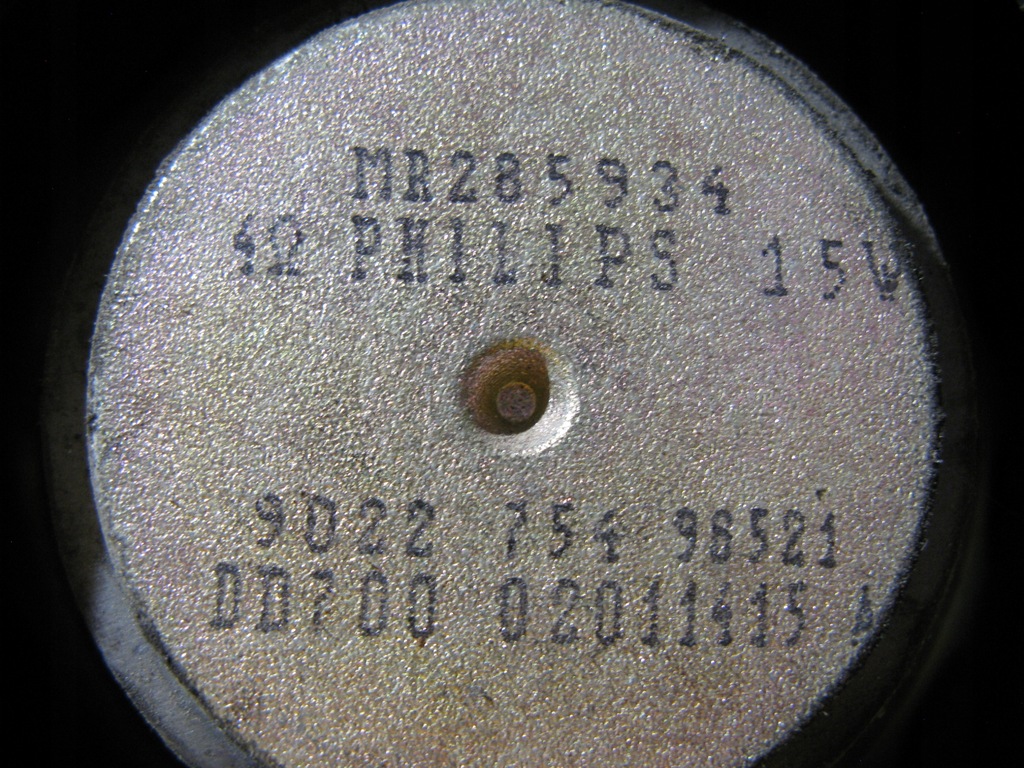 MR285934
4Ω PHILIPS 15W
9022 754 98521
DD700 02011415